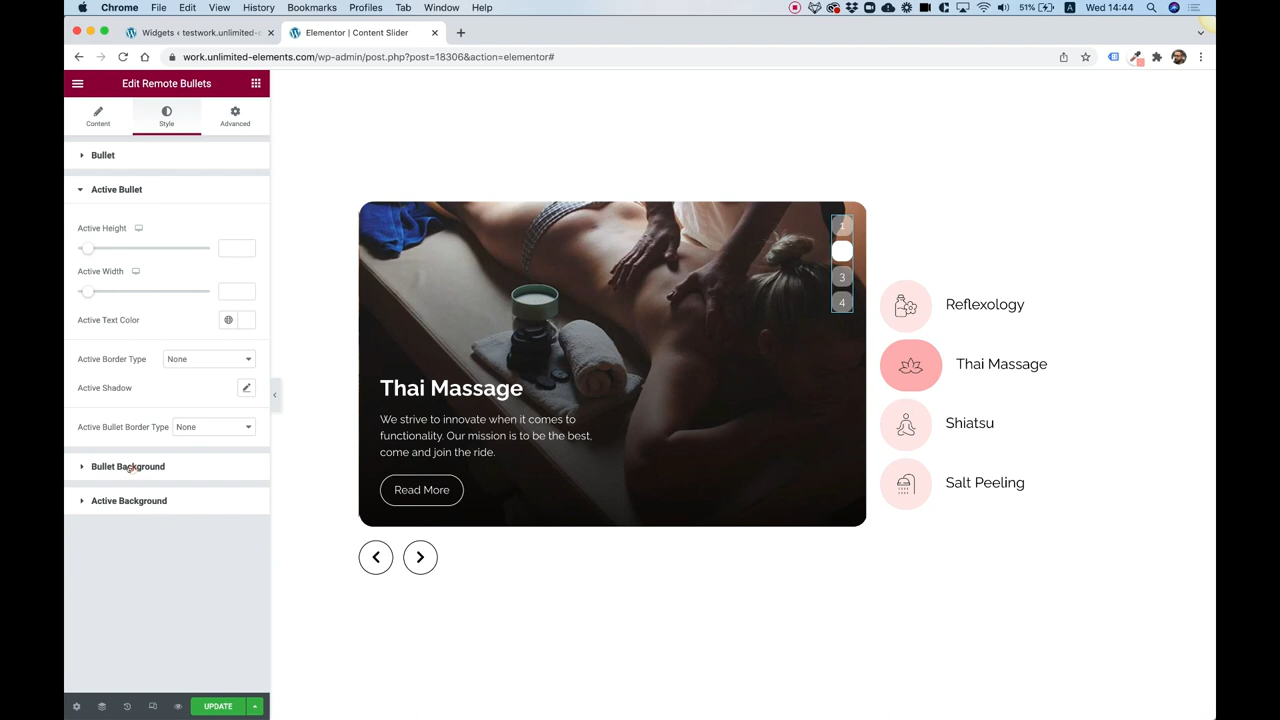 Chrome File Edit View History Bookmarks Profiles Tab Window Help 51% A Wed 14:44
Widgets ‹ testwork.unlimited-e
Elementor | Content Slider
work.unlimited-elements.com/wp-admin/post.php?post=18306&action=elementor#
Edit Remote Bullets
Content Style Advanced
Bullet
Active Bullet
Active Height
Active Width
Active Text Color
Active Border Type None
Active Shadow
Active Bullet Border Type None
Bullet Background
Active Background
UPDATE
1
3
4
Thai Massage
We strive to innovate when it comes to
functionality. Our mission is to be the best,
come and join the ride.
Read More
Reflexology
Thai Massage
Shiatsu
Salt Peeling